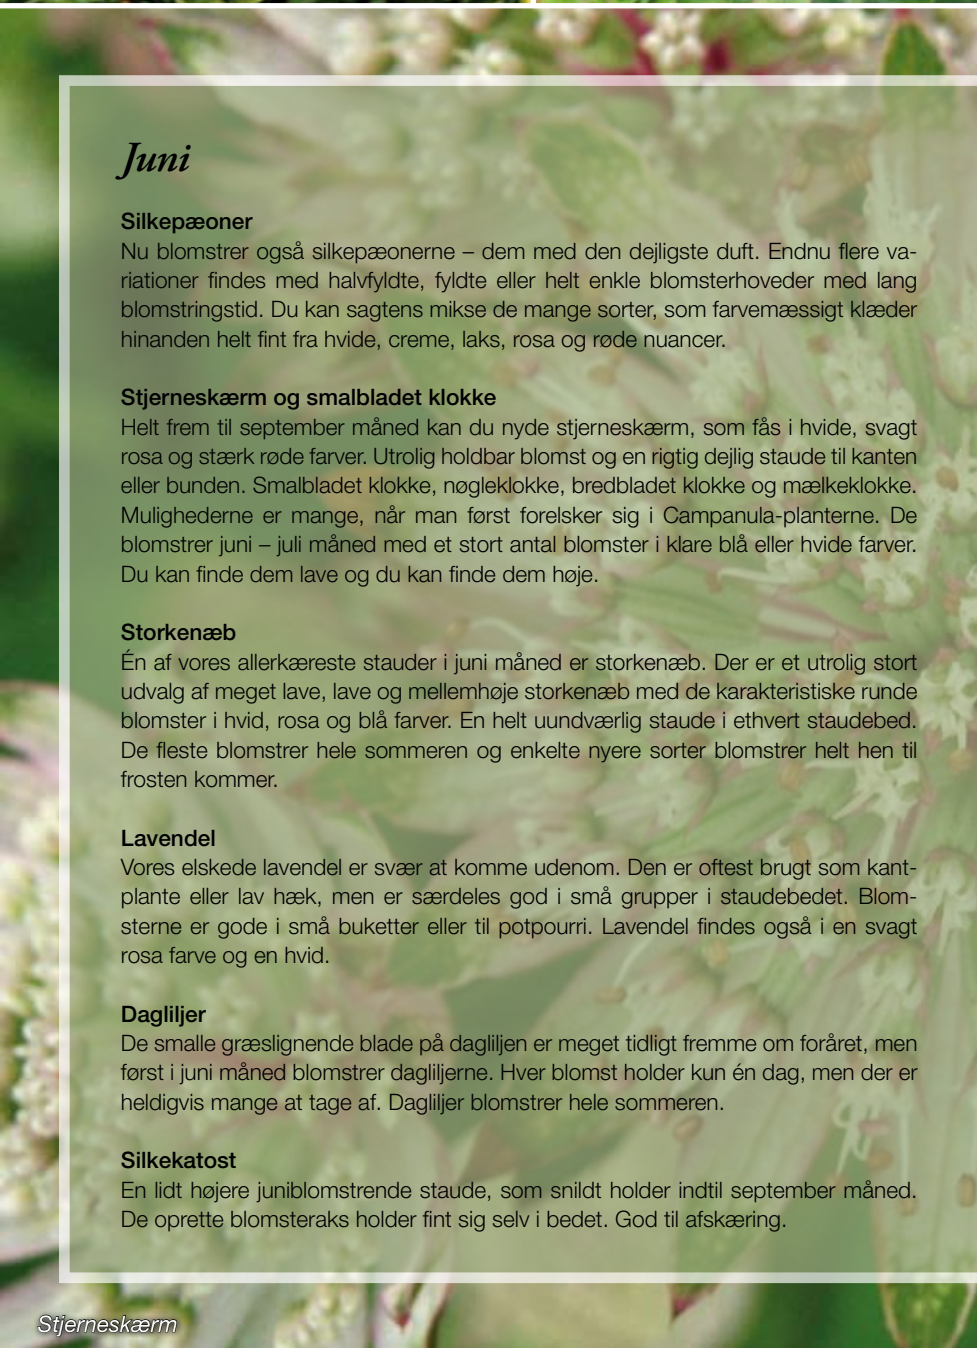 Juni
Silkepæoner
Nu blomstrer også silkepæonerne – dem med den dejligste duft. Endnu flere va-
riationer findes med halvfyldte, fyldte eller helt enkle blomsterhoveder med lang
blomstringstid. Du kan sagtens mikse de mange sorter, som farvemæssigt klæder
hinanden helt fint fra hvide, creme, laks, rosa og røde nuancer.
Stjerneskærm og smalbladet klokke
Helt frem til september måned kan du nyde stjerneskærm, som fås i hvide, svagt
rosa og stærk røde farver. Utrolig holdbar blomst og en rigtig dejlig staude til kanten
eller bunden. Smalbladet klokke, nøgleklokke, bredbladet klokke og mælkeklokke.
Mulighederne er mange, når man først forelsker sig i Campanula-planterne. De
blomstrer juni – juli måned med et stort antal blomster i klare blå eller hvide farver.
Du kan finde dem lave og du kan finde dem høje.
Storkenæb
Én af vores allerkæreste stauder i juni måned er storkenæb. Der er et utrolig stort
udvalg af meget lave, lave og mellemhøje storkenæb med de karakteristiske runde
blomster i hvid, rosa og blå farver. En helt uundværlig staude i ethvert staudebed.
De fleste blomstrer hele sommeren og enkelte nyere sorter blomstrer helt hen til
frosten kommer.
Lavendel
Vores elskede lavendel er svær at komme udenom. Den er oftest brugt som kant-
plante eller lav hæk, men er særdeles god i små grupper i staudebedet. Blom-
sterne er gode i små buketter eller til potpourri. Lavendel findes også i en svagt
rosa farve og en hvid.
Dagliljer
De smalle græslignende blade på dagliljen er meget tidligt fremme om foråret, men
først i juni måned blomstrer dagliljerne. Hver blomst holder kun én dag, men der er
heldigvis mange at tage af. Dagliljer blomstrer hele sommeren.
Silkekatost
En lidt højere juniblomstrende staude, som snildt holder indtil september måned.
De oprette blomsteraks holder fint sig selv i bedet. God til afskæring.
Stjerneskærm